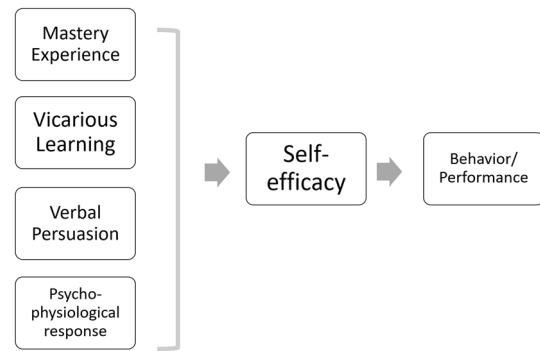 Mastery
Experience
Vicarious
Learning
Verbal
Persuasion
Psycho-
physiological
response
Self-
efficacy
Behavior/
Performance